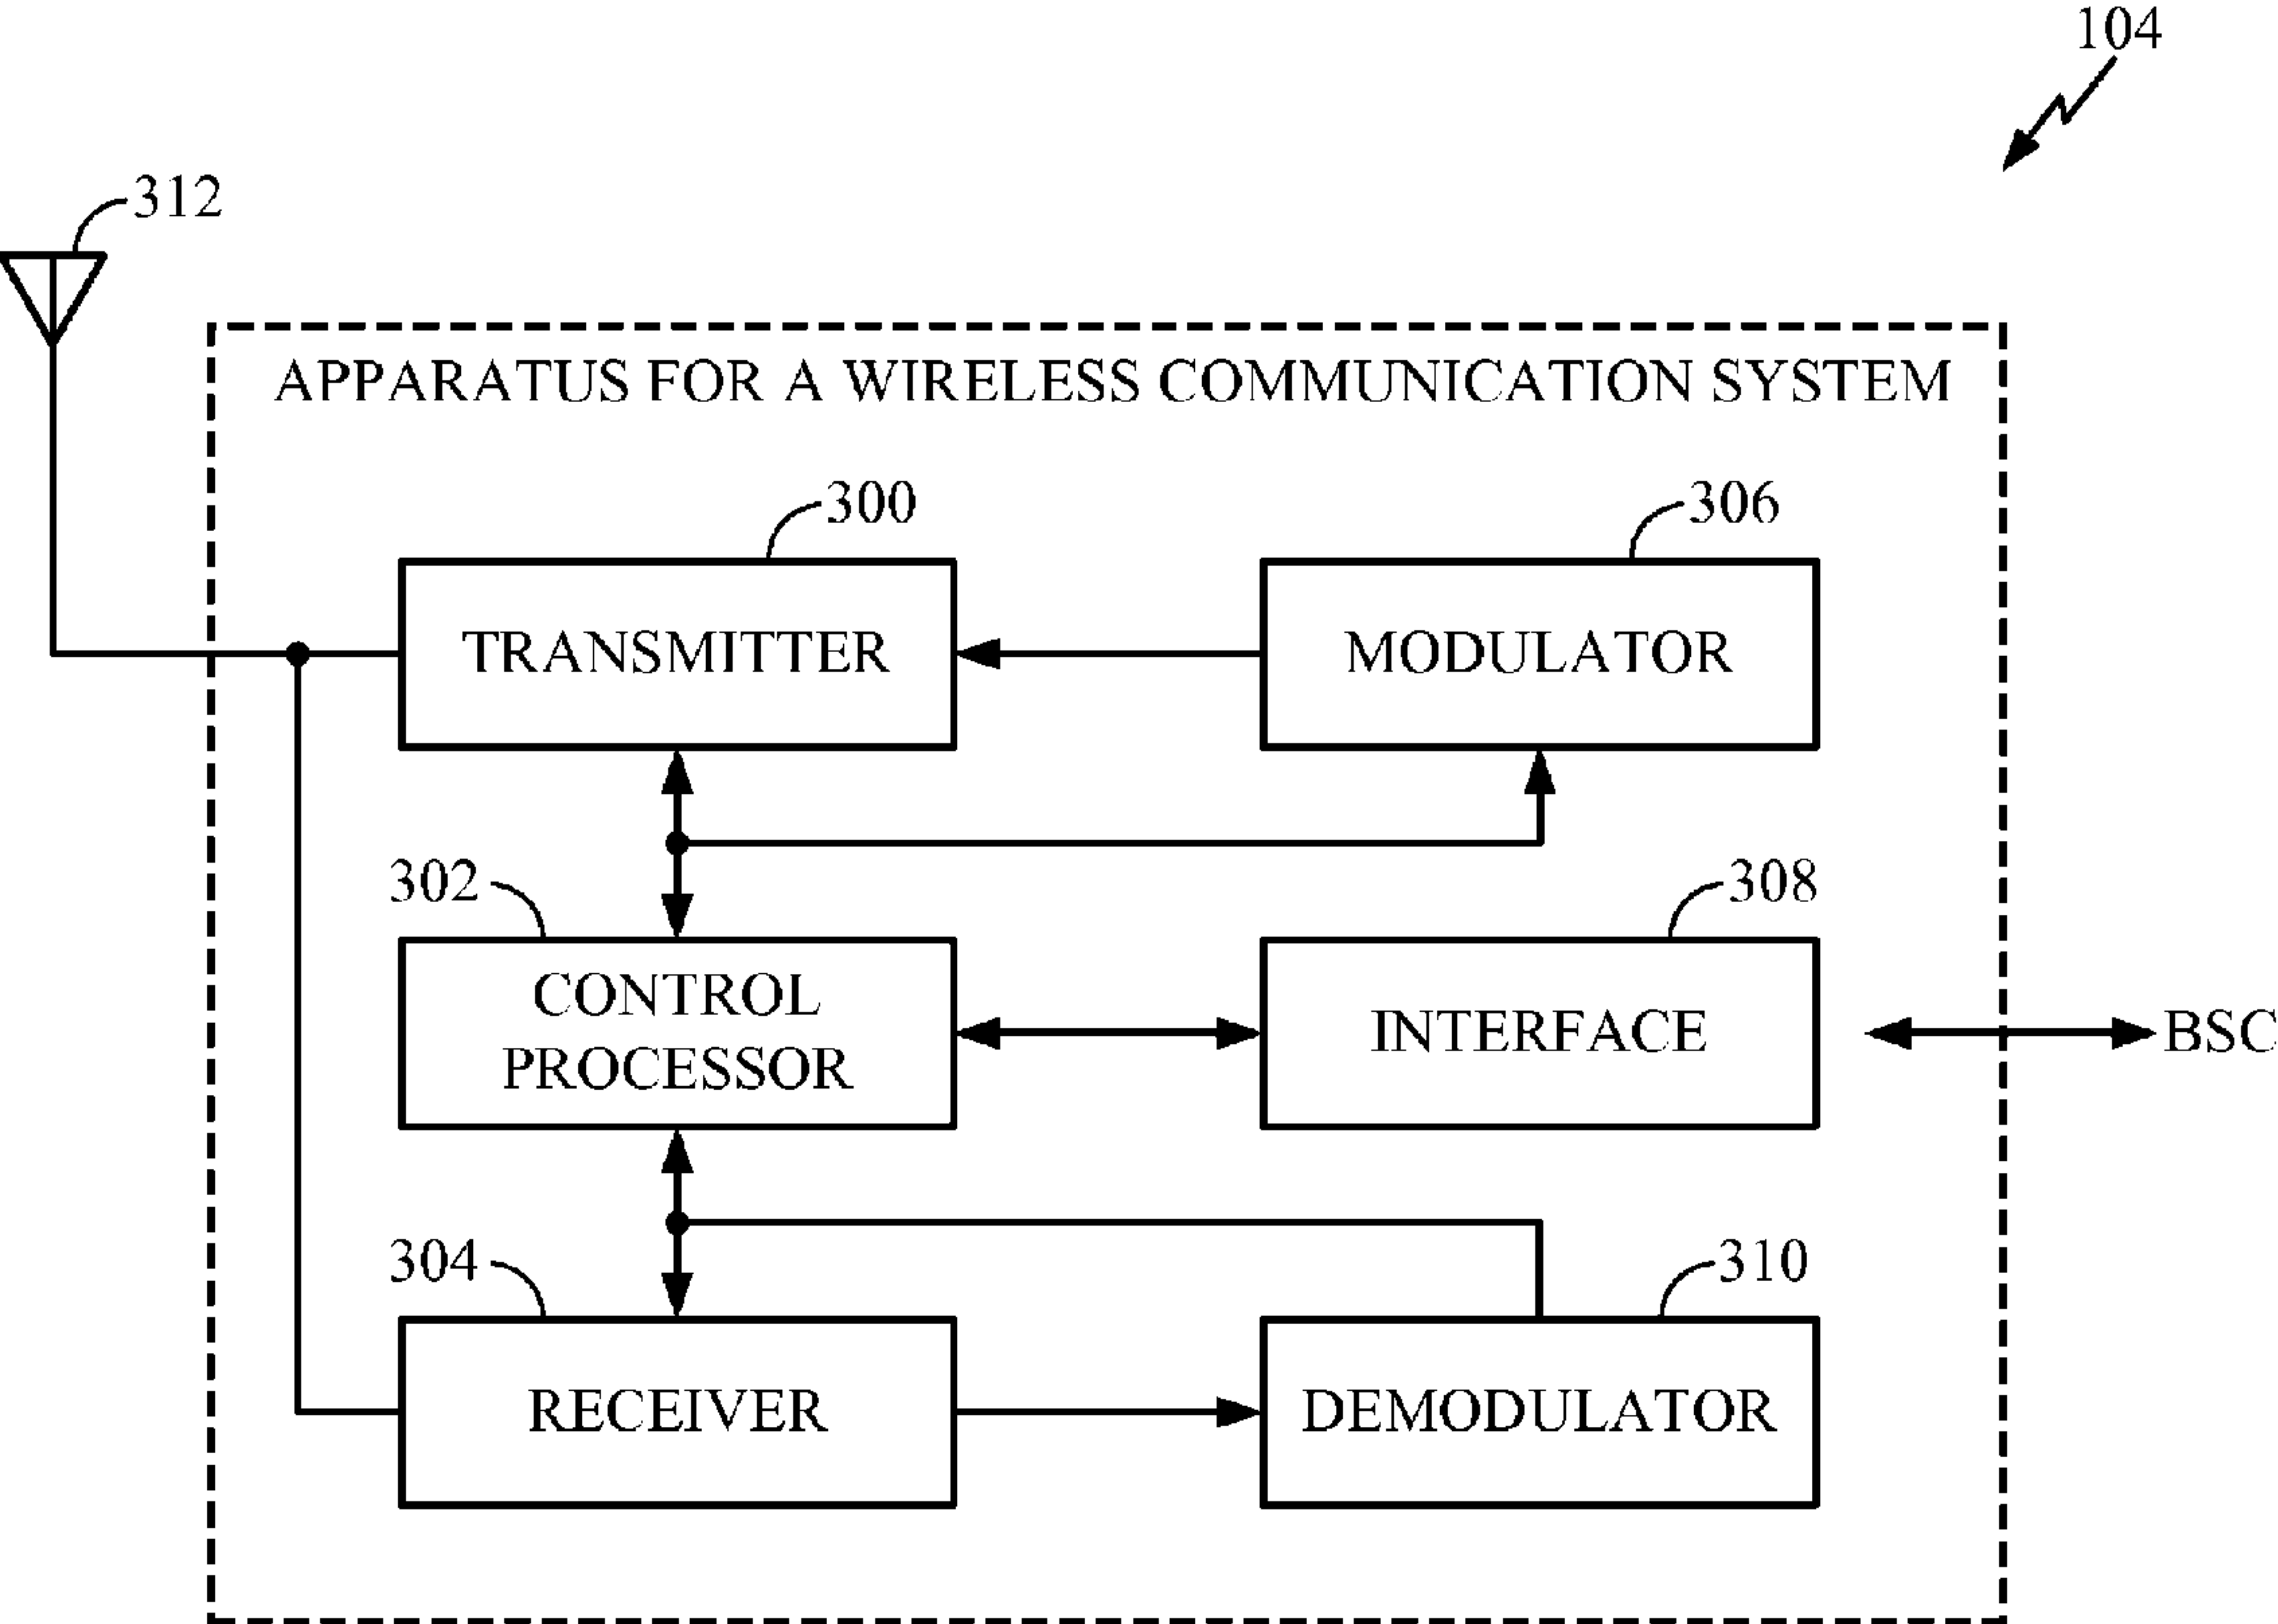 104
312
APPARATUS FOR A WIRELESS COMMUNICATION SYSTEM
300
306
TRANSMITTER
MODULATOR
302
308
CONTROL
PROCESSOR
INTERFACE
BSC
304
310
RECEIVER
DEMODULATOR